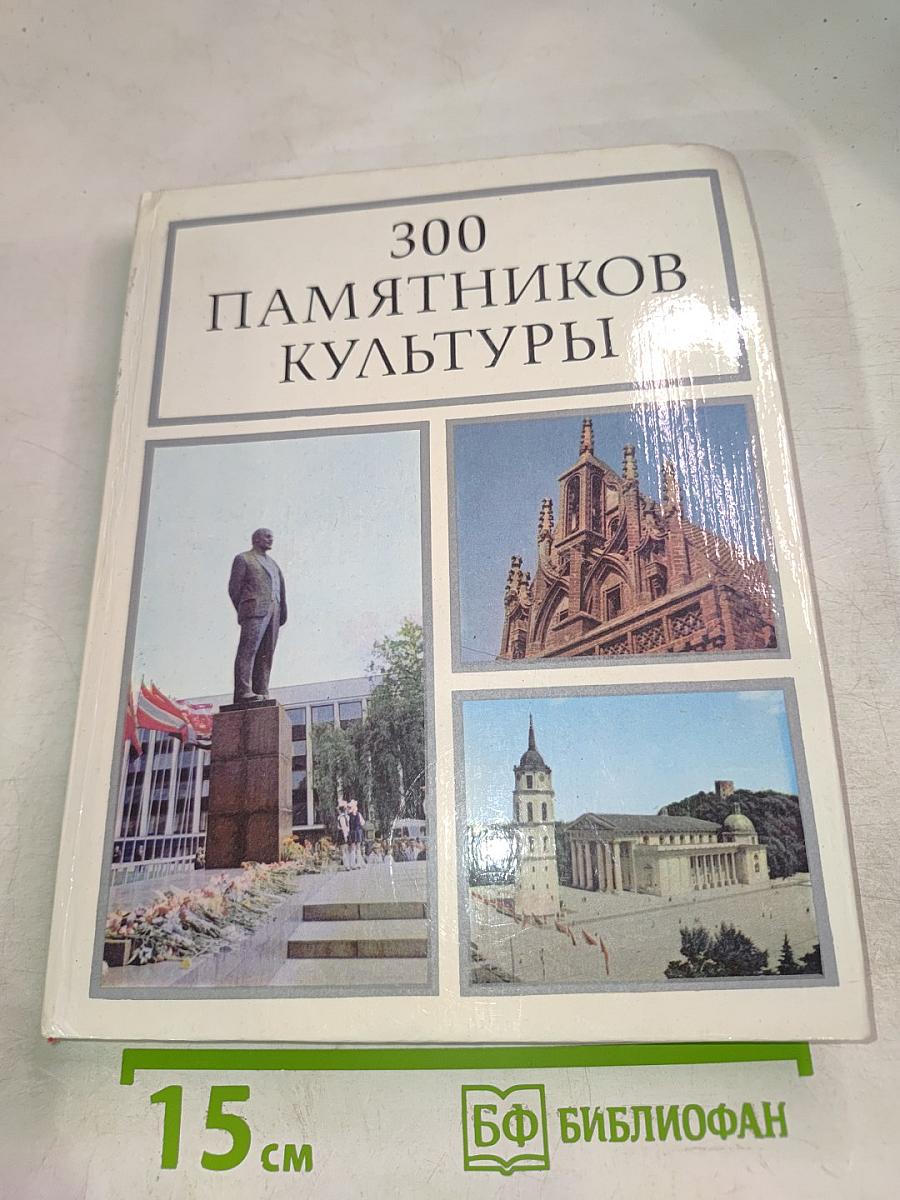 300
ПАМЯТНИКОВ
КУЛЬТУРЫ
15 см
БФ БИБЛИОФАН